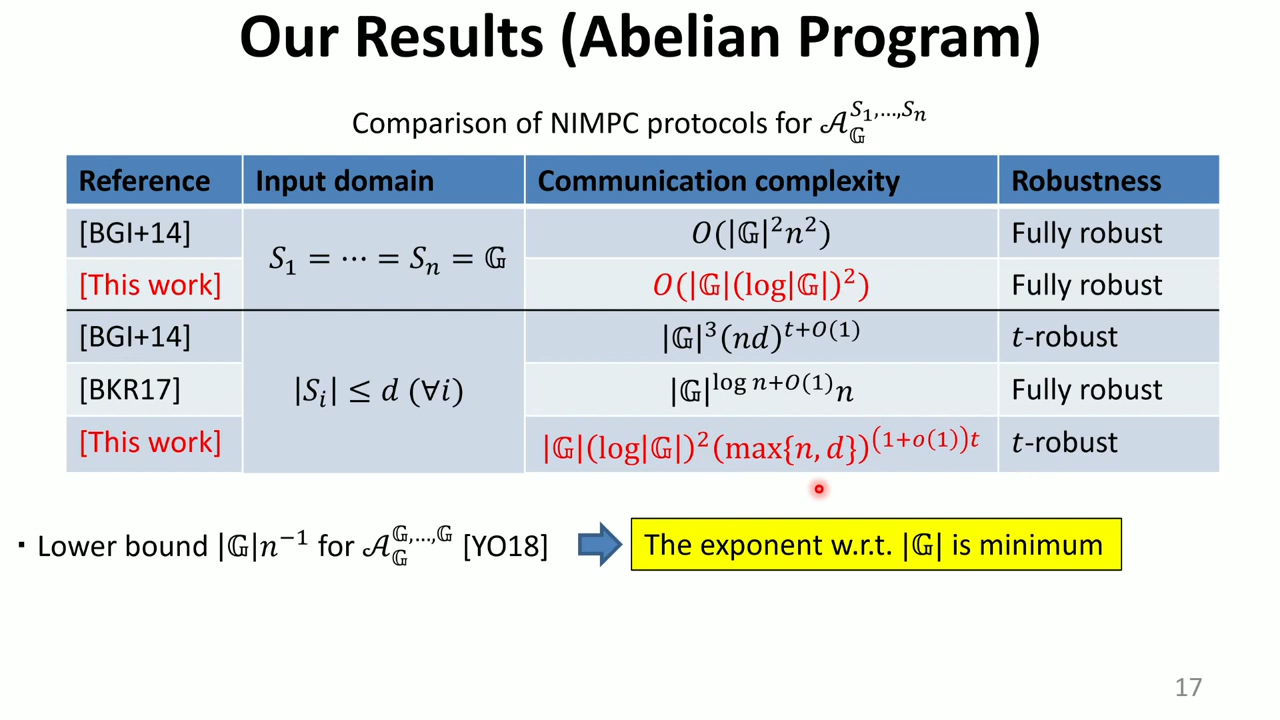 Our Results (Abelian Program)
Comparison of NIMPC protocols for 𝒜_𝔾^{S_1,…,S_n}
Reference Input domain Communication complexity Robustness
[BGI+14] S_1 = ⋯ = S_n = 𝔾 O(|𝔾|^2 n^2) Fully robust
[This work] O(|𝔾|(log|𝔾|)^2) Fully robust
[BGI+14] |S_i| ≤ d (∀i) |𝔾|^3 (nd)^{t+O(1)} t-robust
[BKR17] |𝔾|^{log n+O(1)} n Fully robust
[This work] |𝔾|(log|𝔾|)^2 (max{n, d})^{(1+o(1))t} t-robust
・Lower bound |𝔾|n^{−1} for 𝒜_𝔾^{𝔾,…,𝔾} [YO18] The exponent w.r.t. |𝔾| is minimum
17